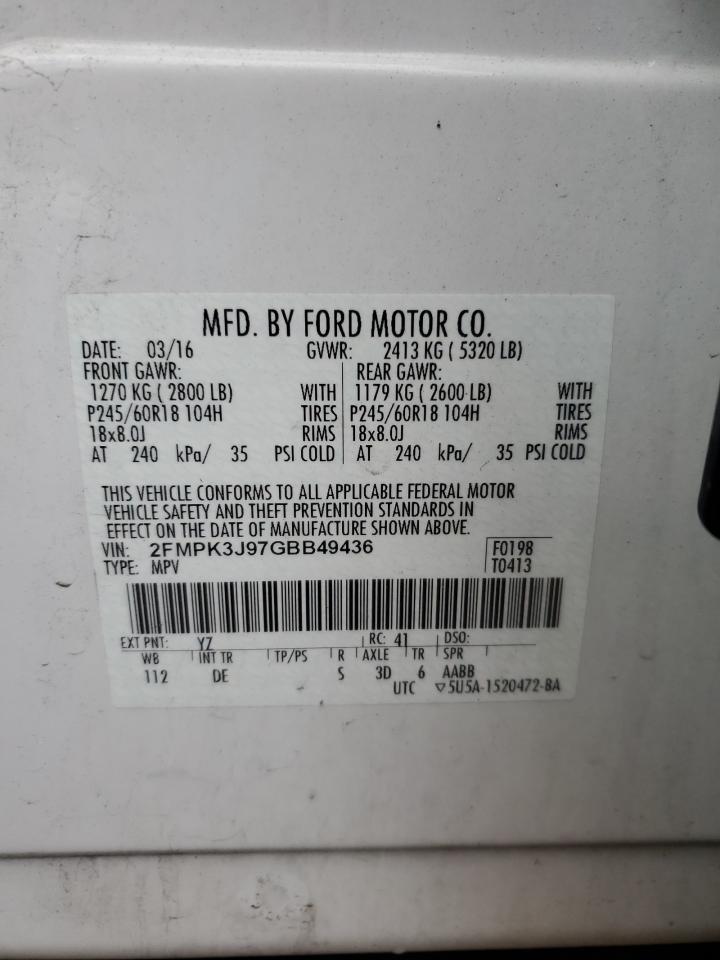 MFD. BY FORD MOTOR CO.
DATE: 03/16 GVWR: 2413 KG ( 5320 LB)
FRONT GAWR: REAR GAWR:
1270 KG ( 2800 LB) WITH 1179 KG ( 2600 LB) WITH
P245/60R18 104H TIRES P245/60R18 104H TIRES
18x8.0J RIMS 18x8.0J RIMS
AT 240 kPa/ 35 PSI COLD AT 240 kPa/ 35 PSI COLD
THIS VEHICLE CONFORMS TO ALL APPLICABLE FEDERAL MOTOR
VEHICLE SAFETY AND THEFT PREVENTION STANDARDS IN
EFFECT ON THE DATE OF MANUFACTURE SHOWN ABOVE.
VIN: 2FMPK3J97GBB49436 F0198
TYPE: MPV T0413
EXT PNT: YZ RC: 41 DSO:
WB INT TR TP/PS R AXLE TR SPR
112 DE S 3D 6 AABB
UTC ▽5U5A-1520472-BA